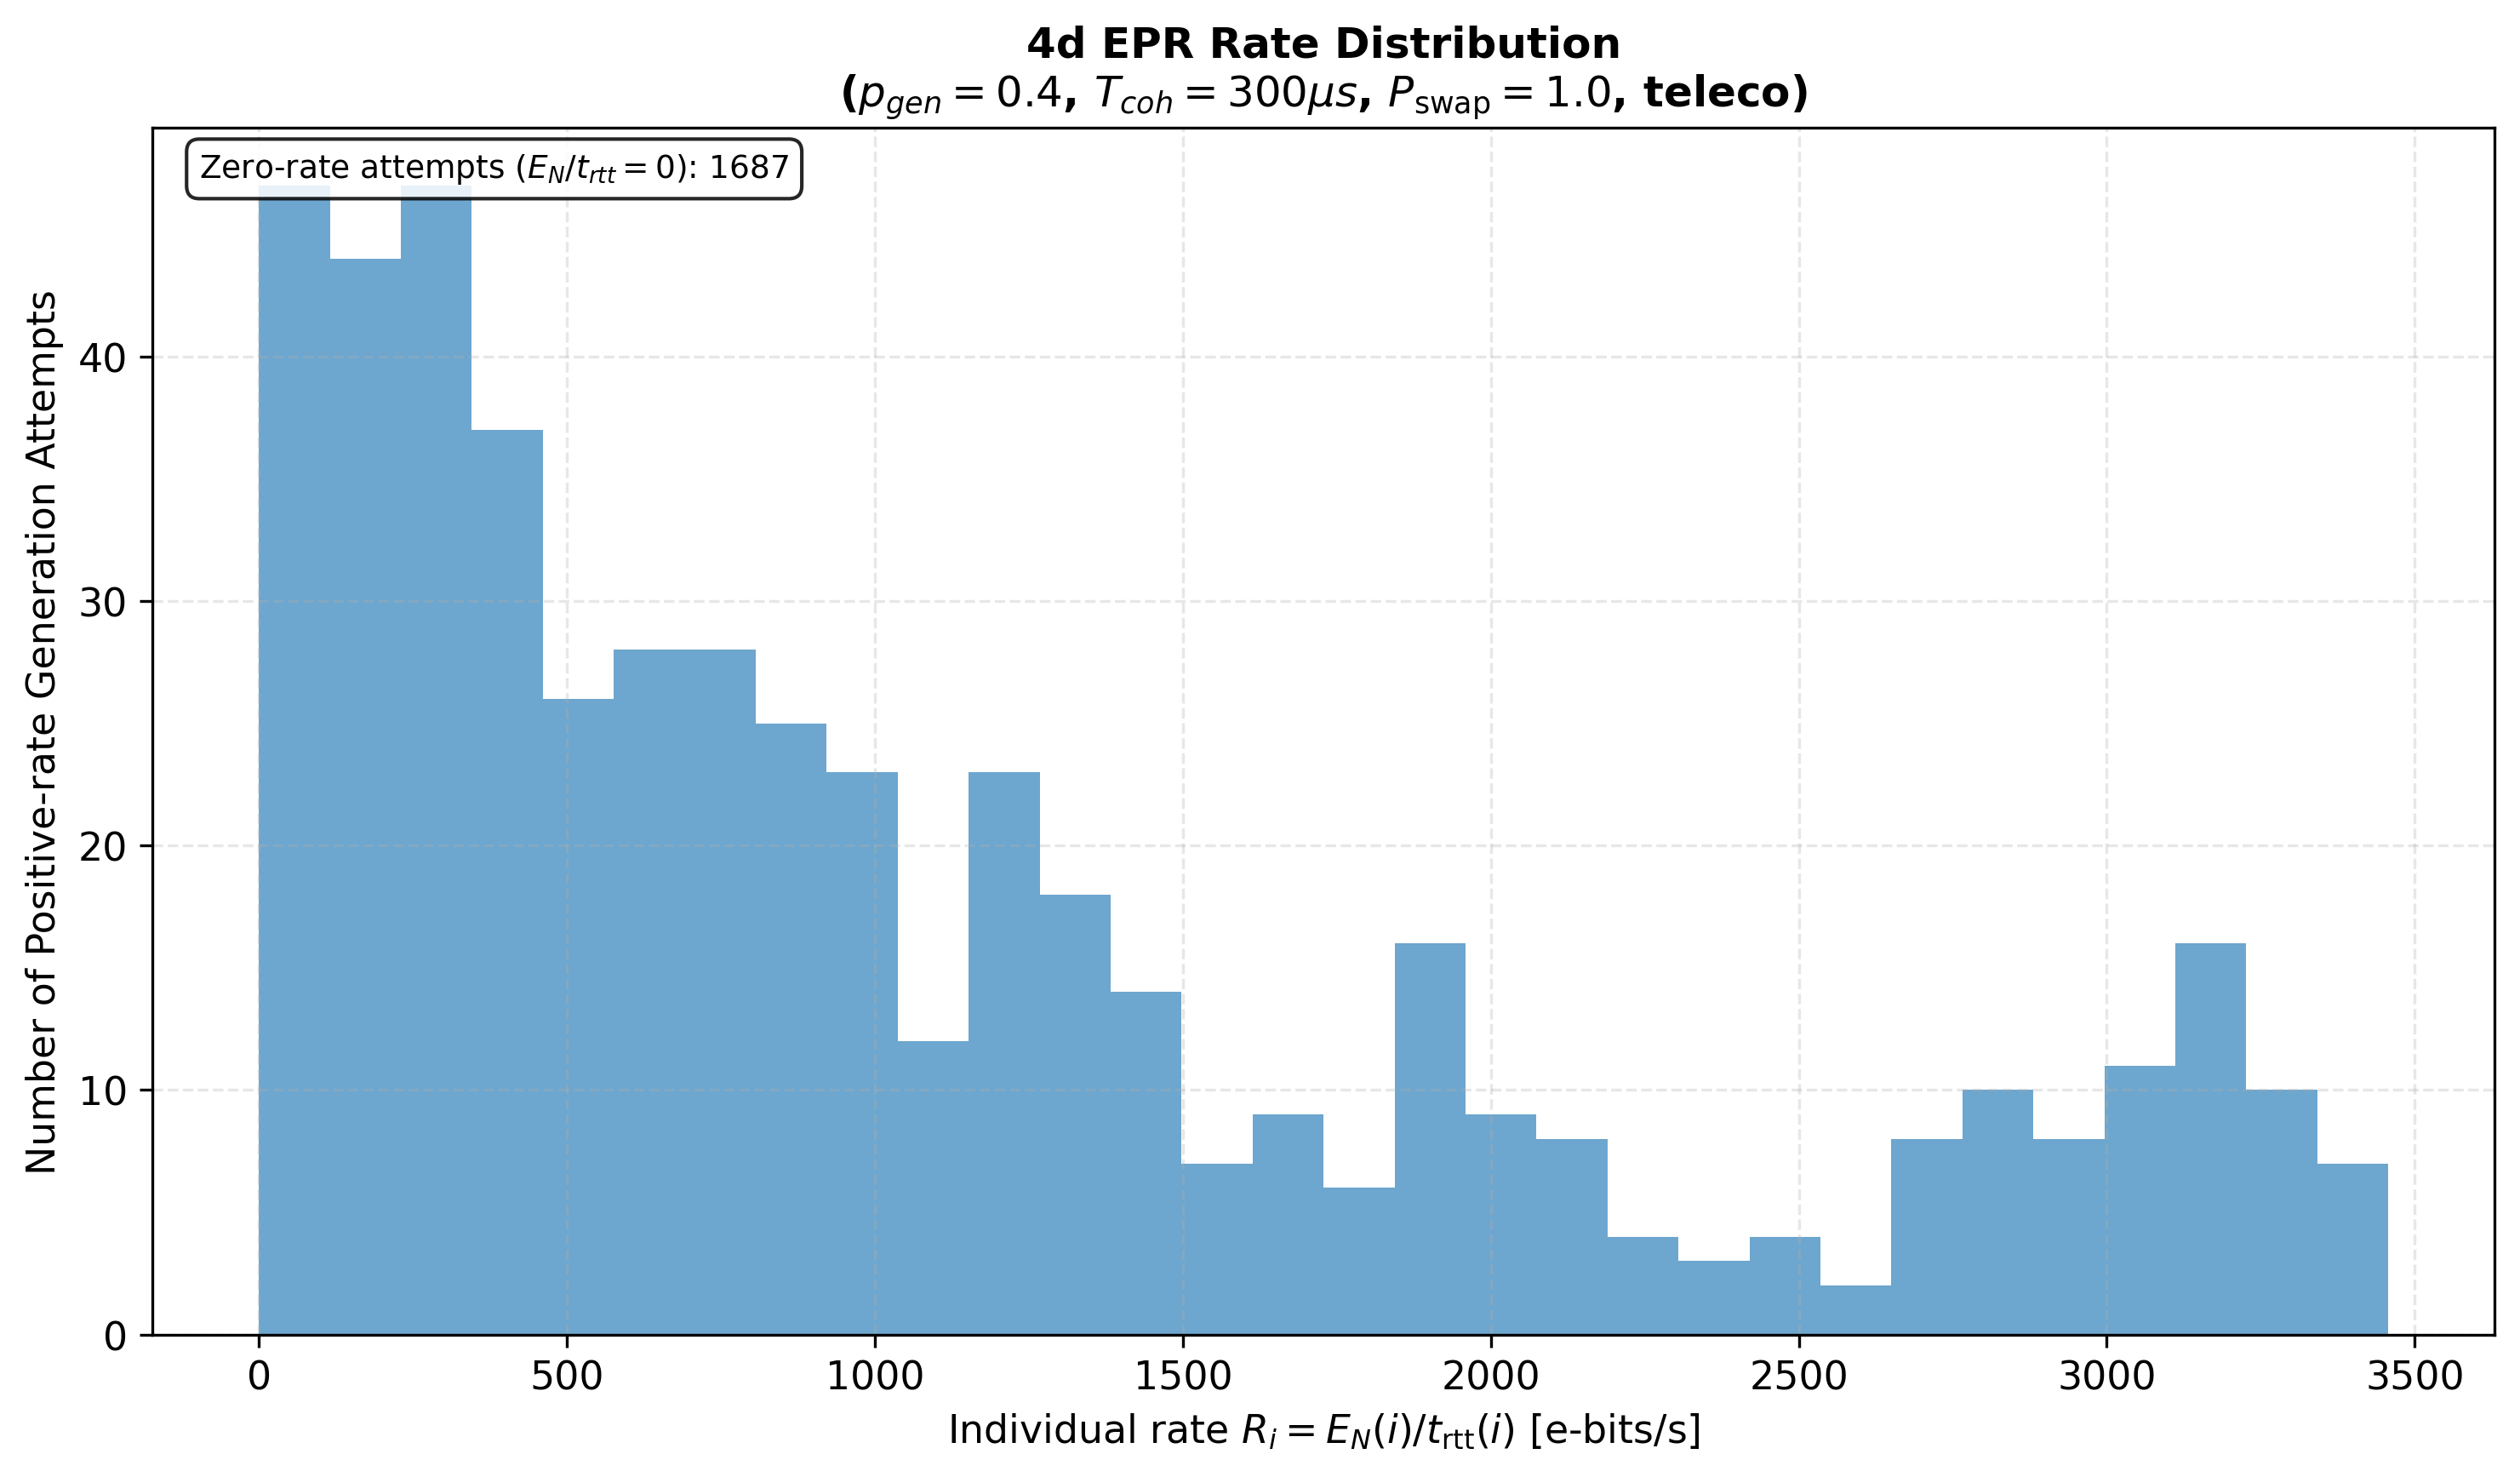 4d EPR Rate Distribution
(p_gen = 0.4, T_coh = 300μs, P_swap = 1.0, teleco)
Zero-rate attempts (E_N/t_rtt = 0): 1687
Number of Positive-rate Generation Attempts
40
30
20
10
0
0 500 1000 1500 2000 2500 3000 3500
Individual rate R_i = E_N(i)/t_rtt(i) [e-bits/s]